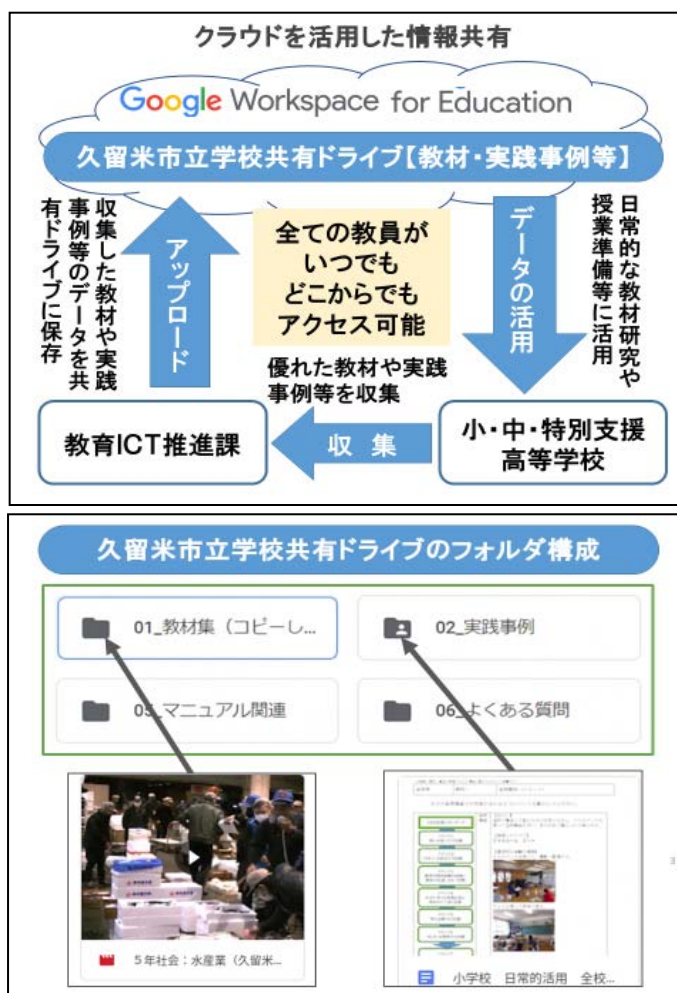 クラウドを活用した情報共有
Google Workspace for Education
久留米市立学校共有ドライブ【教材・実践事例等】
収集した教材や実践
事例等のデータを共
有ドライブに保存
アップロード
全ての教員が
いつでも
どこからでも
アクセス可能
データの活用
日常的な教材研究や
授業準備等に活用
優れた教材や実践
事例等を収集
教育ICT推進課
収 集
小・中・特別支援
高等学校
久留米市立学校共有ドライブのフォルダ構成
01_教材集（コピーし...
02_実践事例
05_マニュアル関連
06_よくある質問
5年社会：水産業（久留米...
小学校 日常的活用 全校...
3